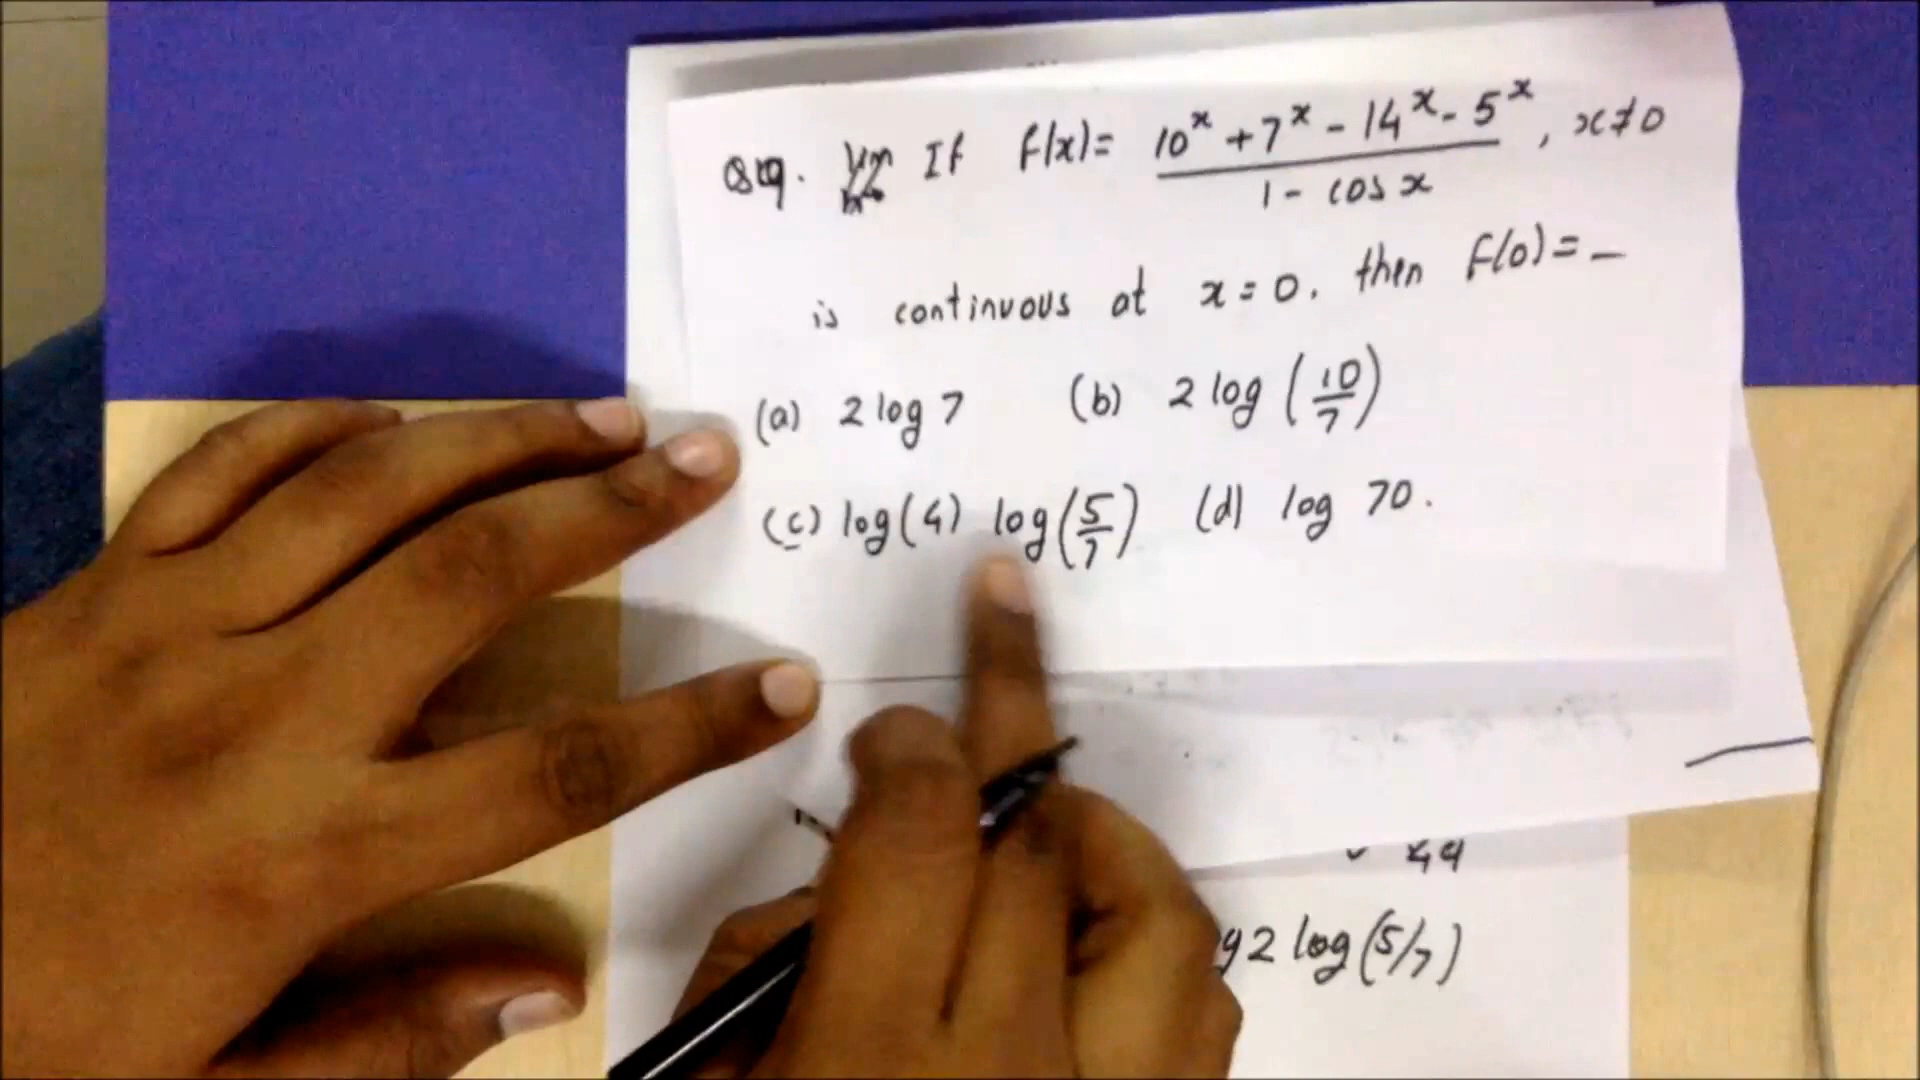 Q19. If f(x) = (10^x + 7^x - 14^x - 5^x) / (1 - cos x), x ≠ 0
is continuous at x = 0. then f(0) = _
(a) 2 log 7 (b) 2 log (10/7)
(c) log (4) log (5/7) (d) log 70.
2 log (5/7)